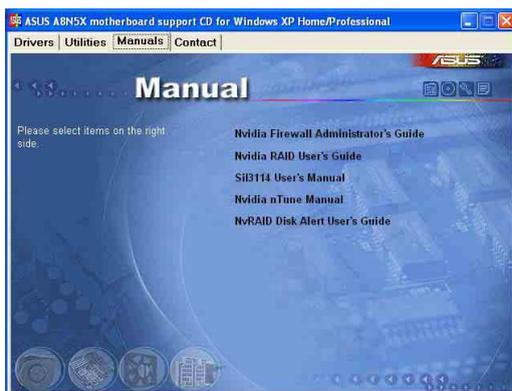 ASUS A8N5X motherboard support CD for Windows XP Home/Professional
Drivers Utilities Manuals Contact
ASUS
Manual
Please select items on the right
side.
Nvidia Firewall Administrator's Guide
Nvidia RAID User's Guide
Sil3114 User's Manual
Nvidia nTune Manual
NvRAID Disk Alert User's Guide